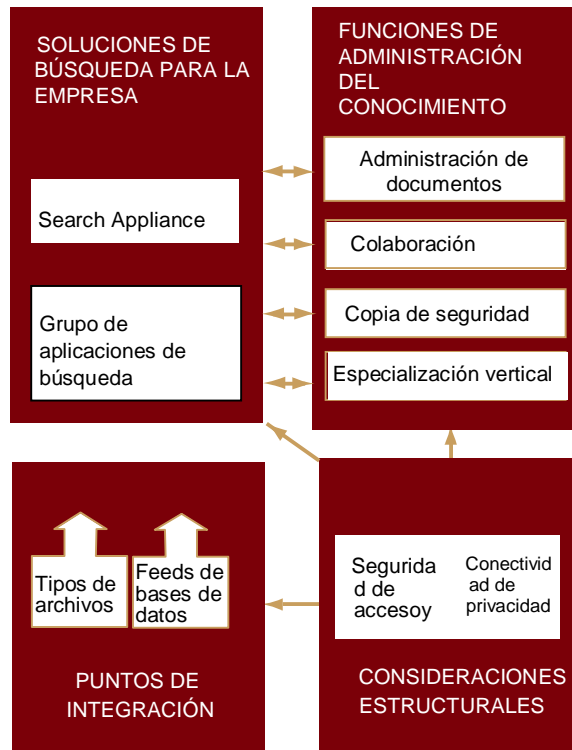 SOLUCIONES DE
BÚSQUEDA PARA LA
EMPRESA
Search Appliance
Grupo de
aplicaciones de
búsqueda
FUNCIONES DE
ADMINISTRACIÓN
DEL
CONOCIMIENTO
Administración de
documentos
Colaboración
Copia de seguridad
Especialización vertical
Tipos de
archivos
Feeds de
bases de
datos
PUNTOS DE
INTEGRACIÓN
Segurida
d de
accesoy
Conectivid
ad de
privacidad
CONSIDERACIONES
ESTRUCTURALES